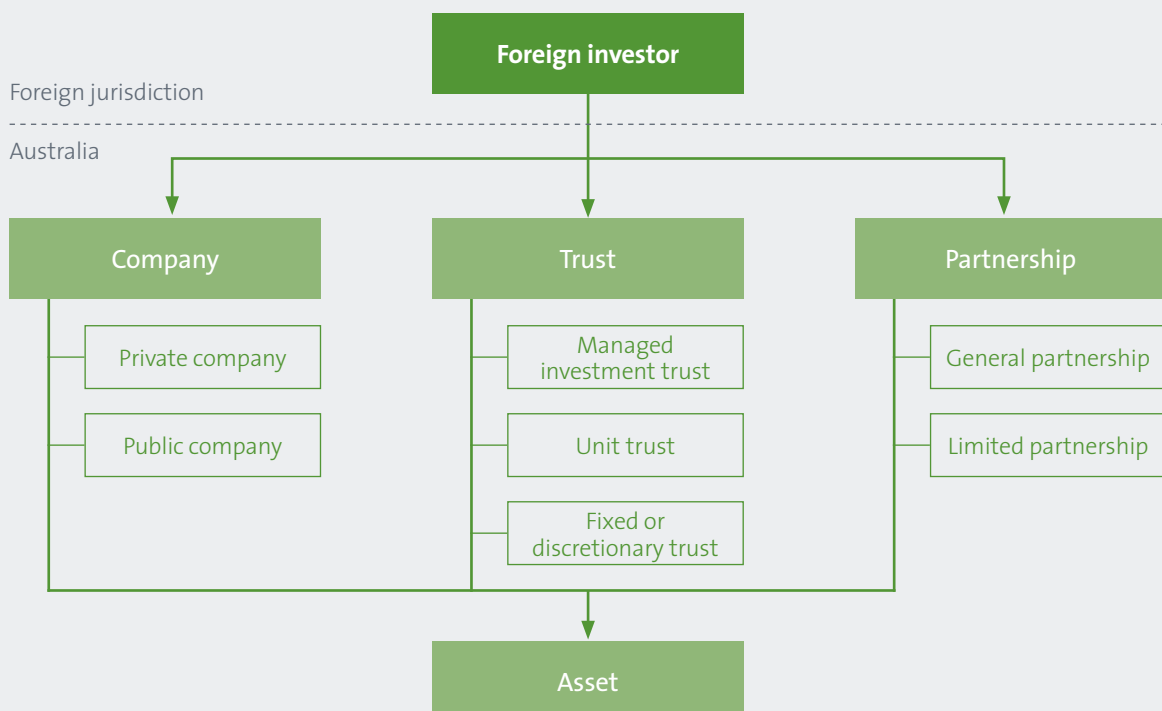 Foreign investor
Foreign jurisdiction
Australia
Company
Trust
Partnership
Private company
Managed
investment trust
General partnership
Public company
Unit trust
Limited partnership
Fixed or
discretionary trust
Asset